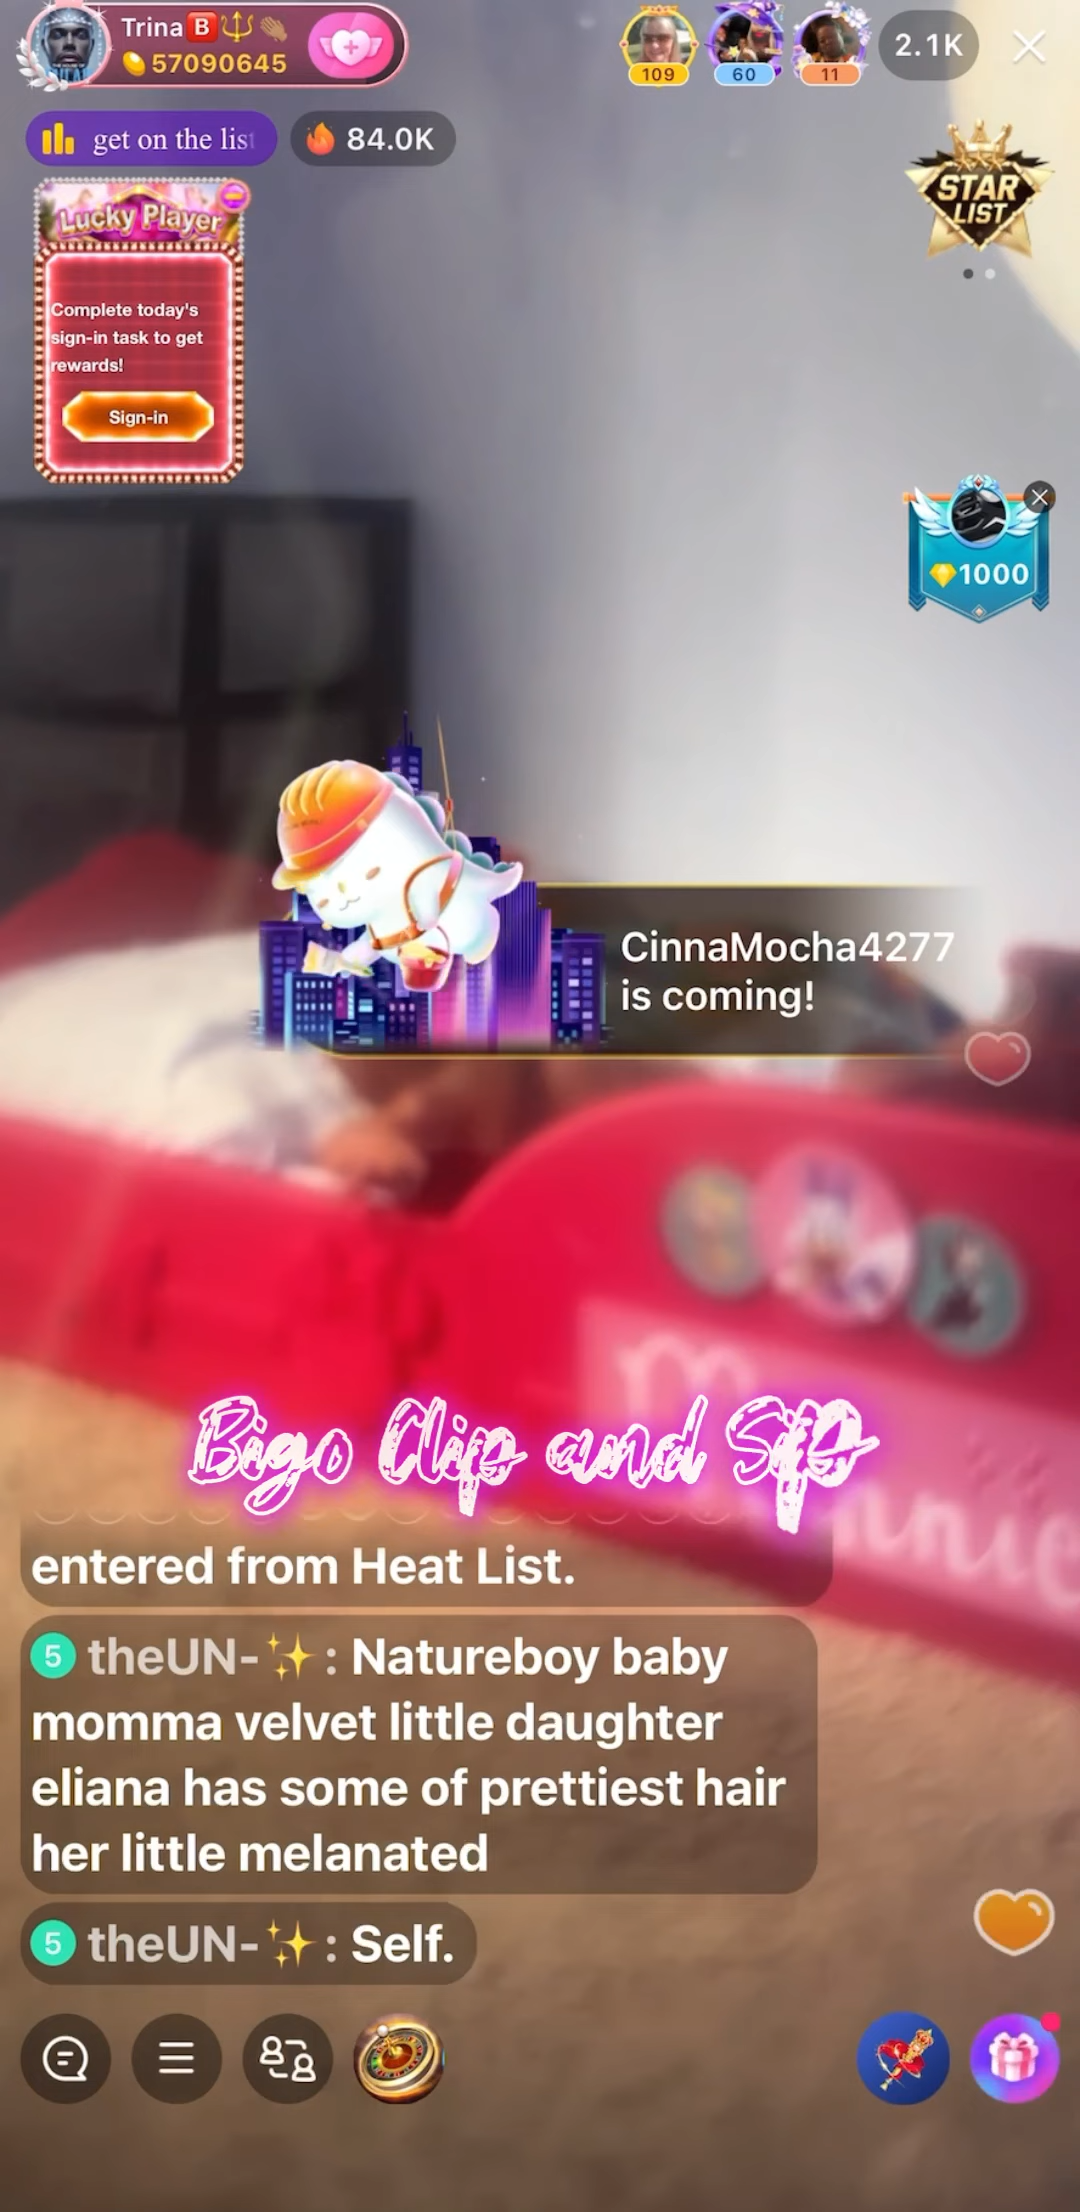 Trina🅱️🔱👏🏽
57090645
109
60
11
2.1K
get on the list
84.0K
Lucky Player
STAR
LIST
Complete today's
sign-in task to get
rewards!
Sign-in
1000
CinnaMocha4277
is coming!
Minnie
Bigo Clip and SiP
entered from Heat List.
5 theUN-✨: Natureboy baby
momma velvet little daughter
eliana has some of prettiest hair
her little melanated
5 theUN-✨: Self.